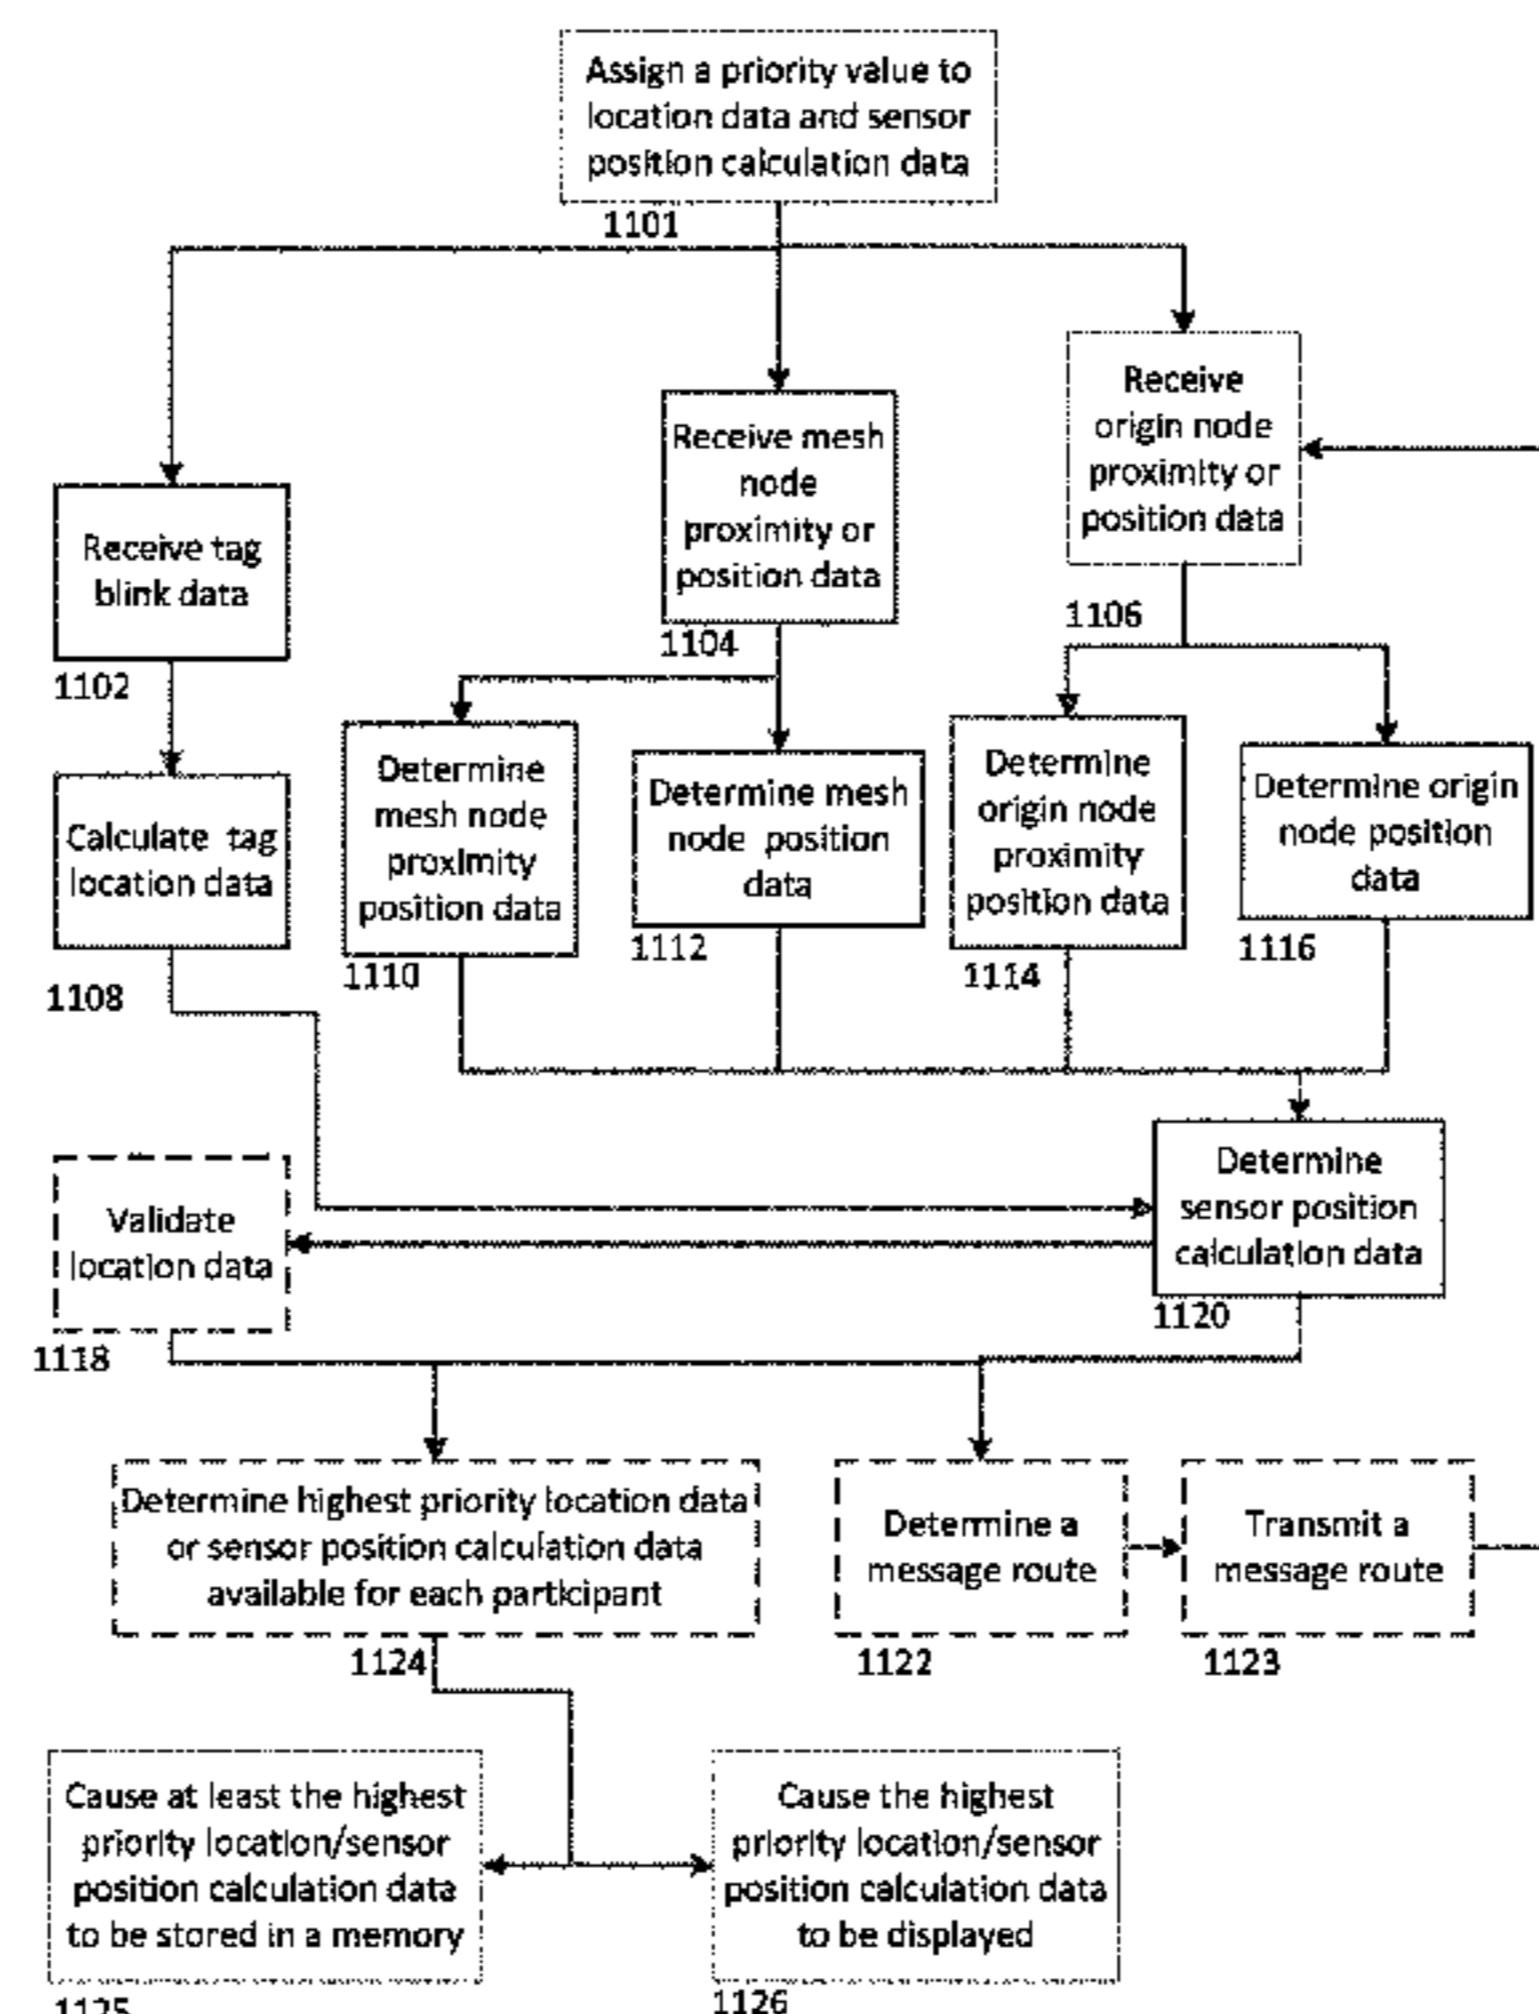 Assign a priority value to
location data and sensor
position calculation data
1101
Receive tag
blink data
1102
Receive mesh
node
proximity or
position data
1104
Receive
origin node
proximity or
position data
1106
Calculate tag
location data
1108
Determine
mesh node
proximity
position data
1110
Determine mesh
node position
data
1112
Determine
origin node
proximity
position data
1114
Determine origin
node position
data
1116
Validate
location data
1118
Determine
sensor position
calculation data
1120
Determine highest priority location data
or sensor position calculation data
available for each participant
1124
Determine a
message route
1122
Transmit a
message route
1123
Cause at least the highest
priority location/sensor
position calculation data
to be stored in a memory
1125
Cause the highest
priority location/sensor
position calculation data
to be displayed
1126